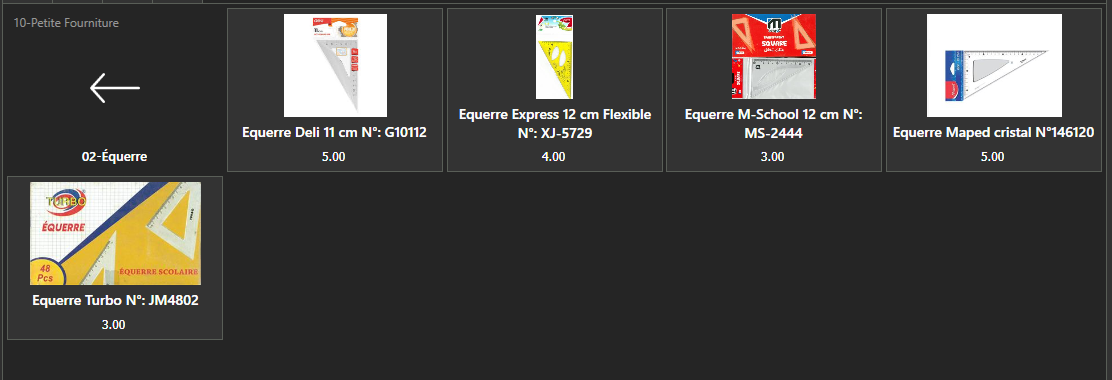 10-Petite Fourniture
02-Équerre
Equerre Deli 11 cm N°: G10112
5.00
Equerre Express 12 cm Flexible
N°: XJ-5729
4.00
SQUARE
Equerre M-School 12 cm N°:
MS-2444
3.00
Equerre Maped cristal N°146120
5.00
TURBO
ÉQUERRE
48
Pcs
ÉQUERRE SCOLAIRE
Equerre Turbo N°: JM4802
3.00